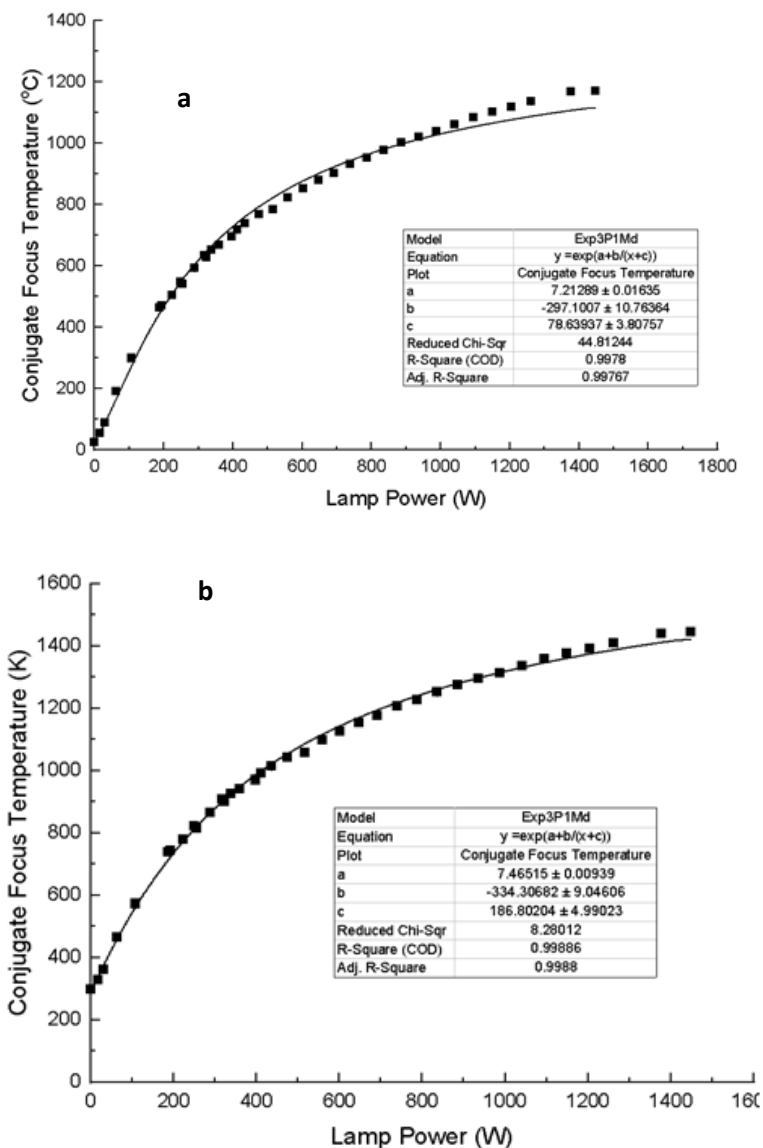 a
1400
1200
1000
800
600
400
200
0
Conjugate Focus Temperature (°C)
Model Exp3P1Md
Equation y =exp(a+b/(x+c))
Plot Conjugate Focus Temperature
a 7.21289 ± 0.01635
b -297.1007 ± 10.76364
c 78.63937 ± 3.80757
Reduced Chi-Sqr 44.81244
R-Square (COD) 0.9978
Adj. R-Square 0.99767
0 200 400 600 800 1000 1200 1400 1600 1800
Lamp Power (W)
b
1600
1400
1200
1000
800
600
400
200
0
Conjugate Focus Temperature (K)
Model Exp3P1Md
Equation y =exp(a+b/(x+c))
Plot Conjugate Focus Temperature
a 7.46515 ± 0.00939
b -334.30682 ± 9.04606
c 186.80204 ± 4.99023
Reduced Chi-Sqr 8.28012
R-Square (COD) 0.99886
Adj. R-Square 0.9988
0 200 400 600 800 1000 1200 1400 160
Lamp Power (W)